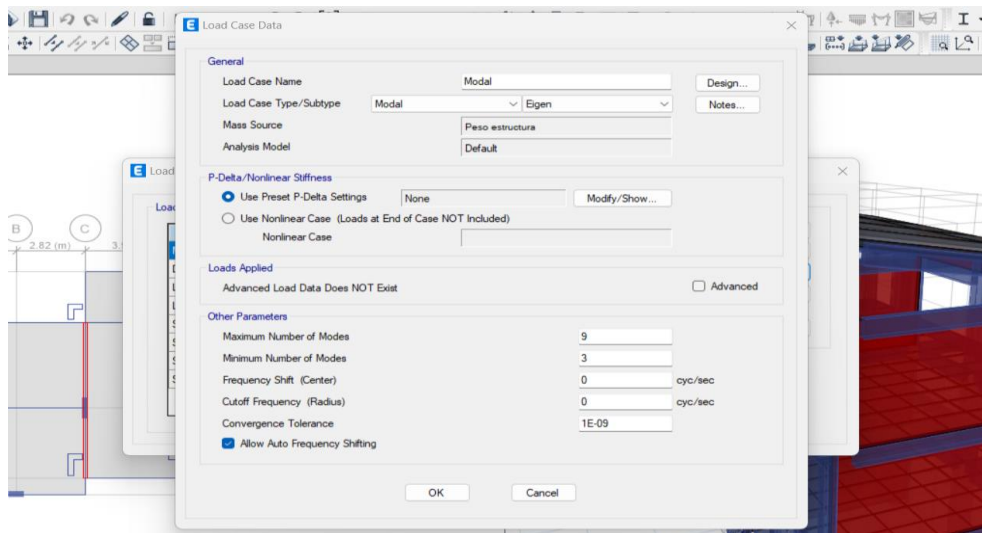 E Load Case Data
General
Load Case Name Modal Design...
Load Case Type/Subtype Modal Eigen Notes...
Mass Source Peso estructura
Analysis Model Default
E Load
P-Delta/Nonlinear Stiffness
Use Preset P-Delta Settings None Modify/Show...
Use Nonlinear Case (Loads at End of Case NOT Included)
Nonlinear Case
B C
2.82 (m)
Loads Applied
Advanced Load Data Does NOT Exist Advanced
Other Parameters
Maximum Number of Modes 9
Minimum Number of Modes 3
Frequency Shift (Center) 0 cyc/sec
Cutoff Frequency (Radius) 0 cyc/sec
Convergence Tolerance 1E-09
Allow Auto Frequency Shifting
OK Cancel